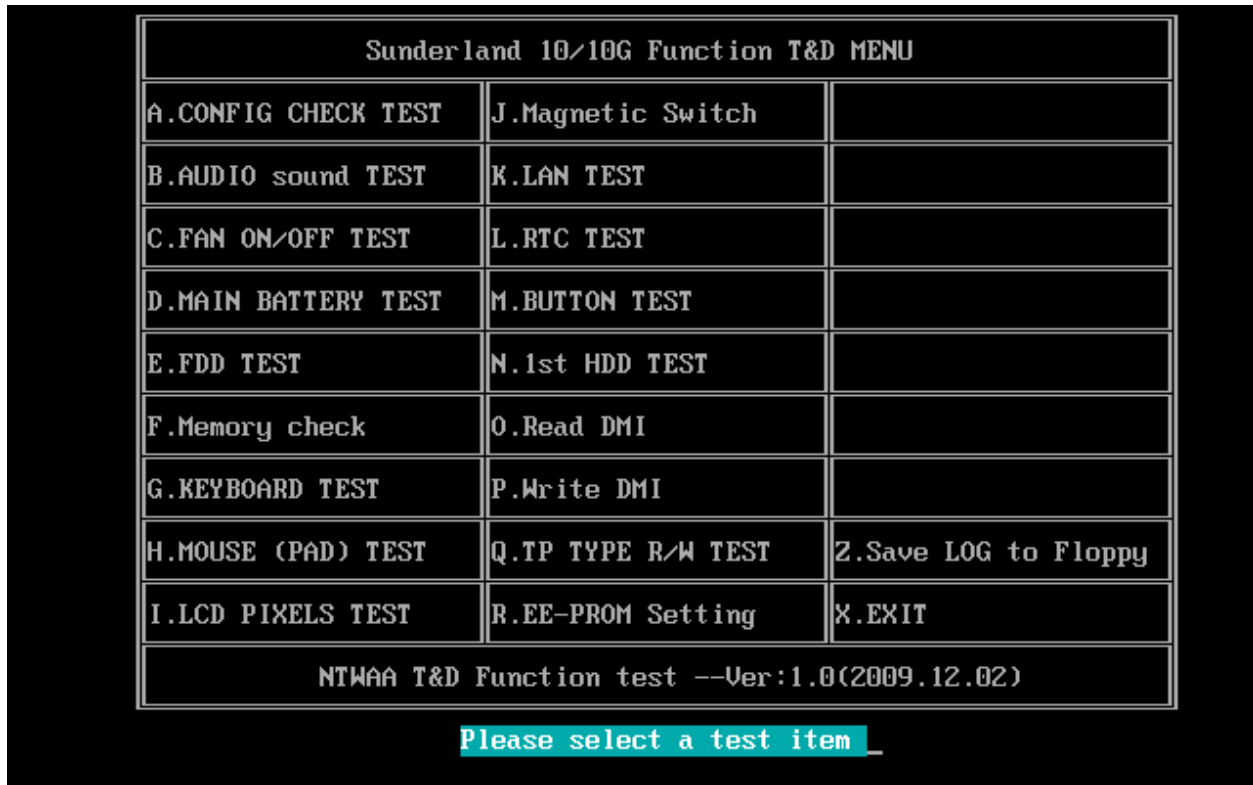 Sunderland 10/10G Function T&D MENU
A.CONFIG CHECK TEST J.Magnetic Switch
B.AUDIO sound TEST K.LAN TEST
C.FAN ON/OFF TEST L.RTC TEST
D.MAIN BATTERY TEST M.BUTTON TEST
E.FDD TEST N.1st HDD TEST
F.Memory check O.Read DMI
G.KEYBOARD TEST P.Write DMI
H.MOUSE (PAD) TEST Q.TP TYPE R/W TEST Z.Save LOG to Floppy
I.LCD PIXELS TEST R.EE-PROM Setting X.EXIT
NTWAA T&D Function test --Ver:1.0(2009.12.02)
Please select a test item _